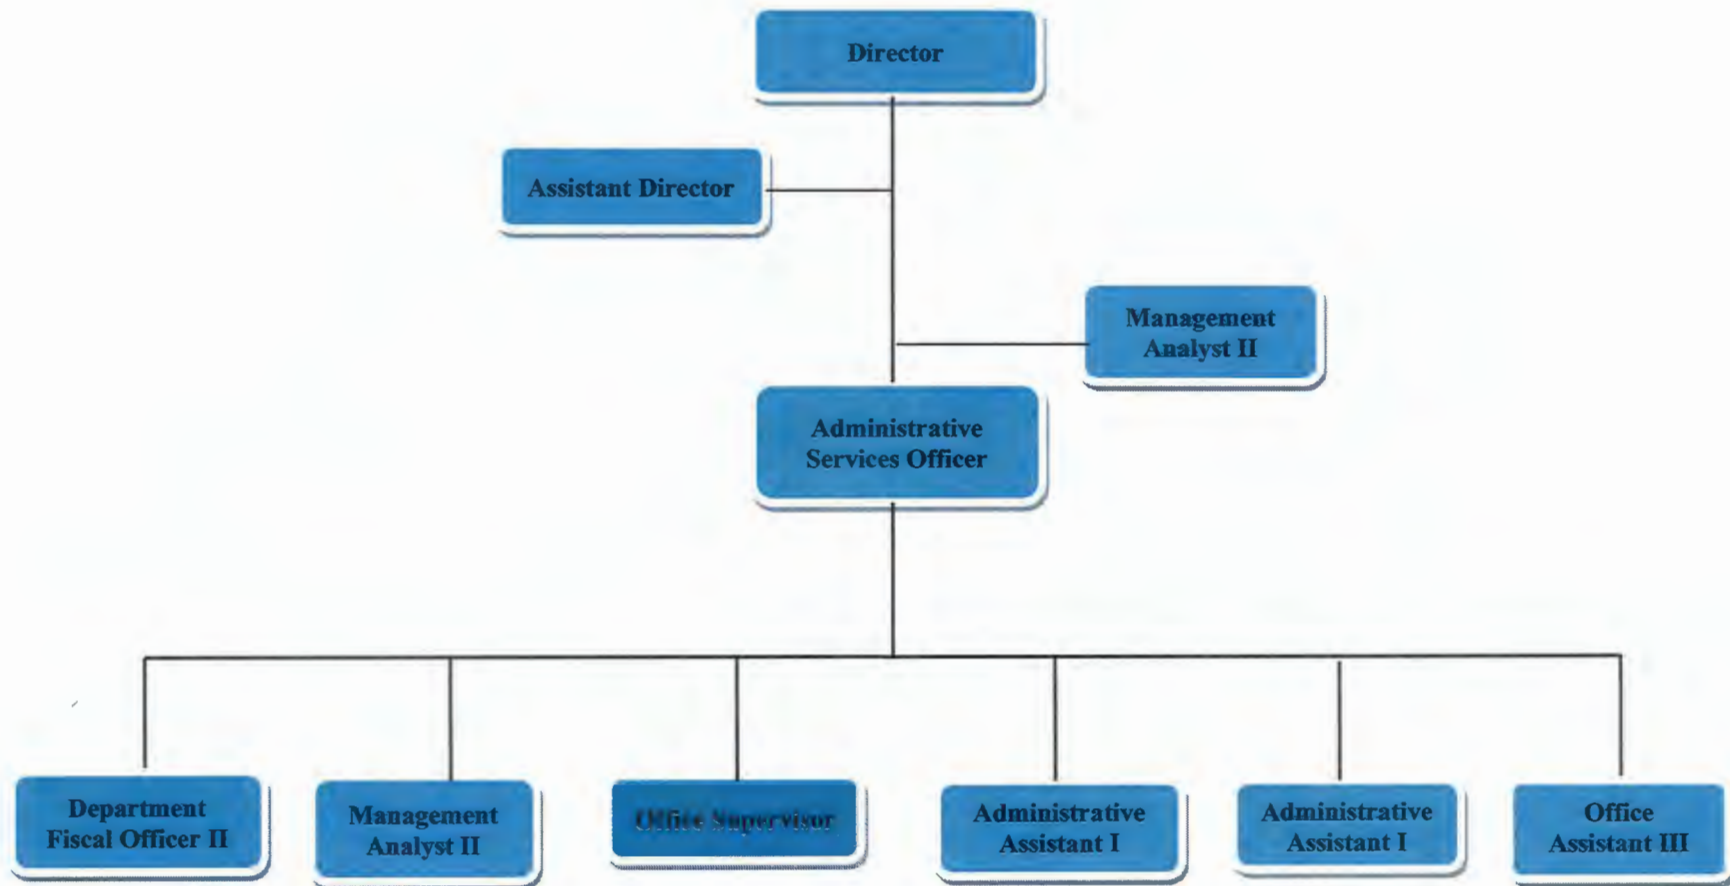 Director
Assistant Director
Management
Analyst II
Administrative
Services Officer
Department
Fiscal Officer II
Management
Analyst II
Office Supervisor
Administrative
Assistant I
Administrative
Assistant I
Office
Assistant III